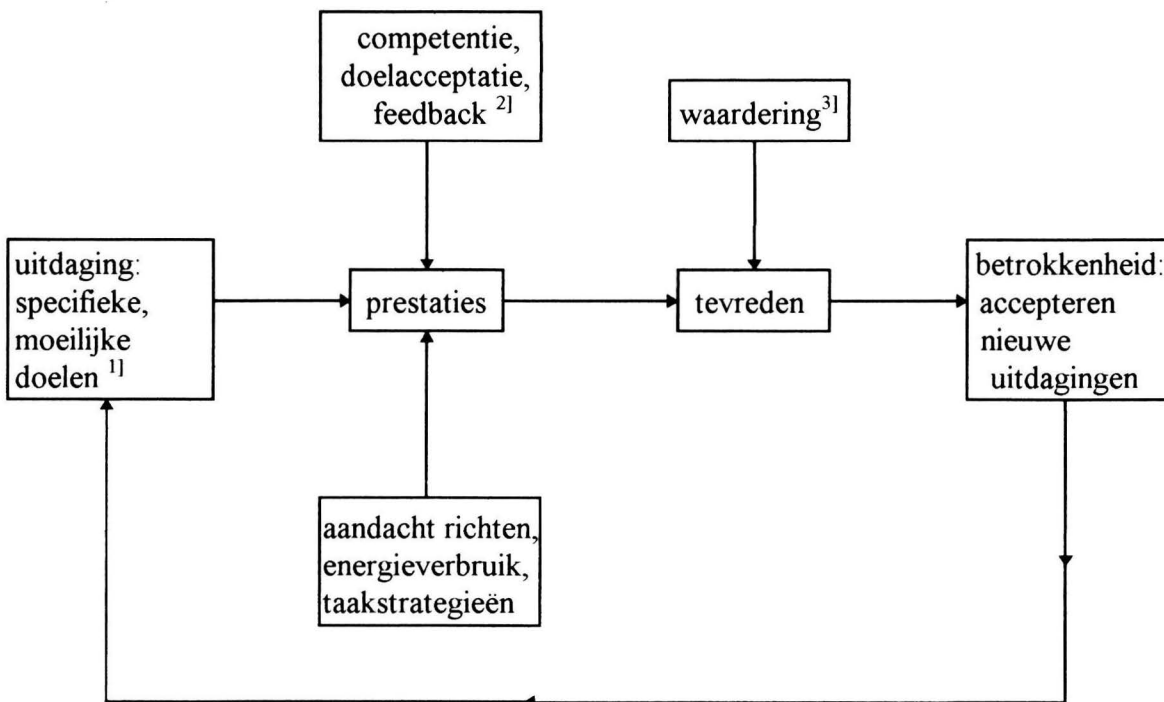 competentie,
doelacceptatie,
feedback 2]
waardering3]
uitdaging:
specifieke,
moeilijke
doelen 1]
prestaties
tevreden
betrokkenheid:
accepteren
nieuwe
uitdagingen
aandacht richten,
energieverbruik,
taakstrategieën